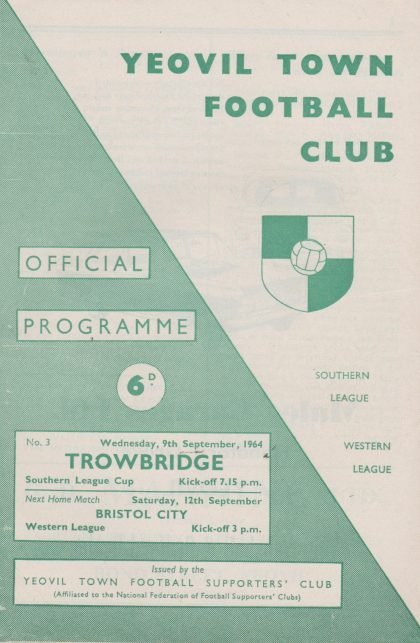 YEOVIL TOWN
FOOTBALL
CLUB
OFFICIAL
PROGRAMME
6D
SOUTHERN
LEAGUE
WESTERN
LEAGUE
No. 3 Wednesday, 9th September, 1964
TROWBRIDGE
Southern League Cup Kick-off 7.15 p.m.
Next Home Match Saturday, 12th September
BRISTOL CITY
Western League Kick-off 3 p.m.
Issued by the
YEOVIL TOWN FOOTBALL SUPPORTERS' CLUB
(Affiliated to the National Federation of Football Supporters' Clubs)